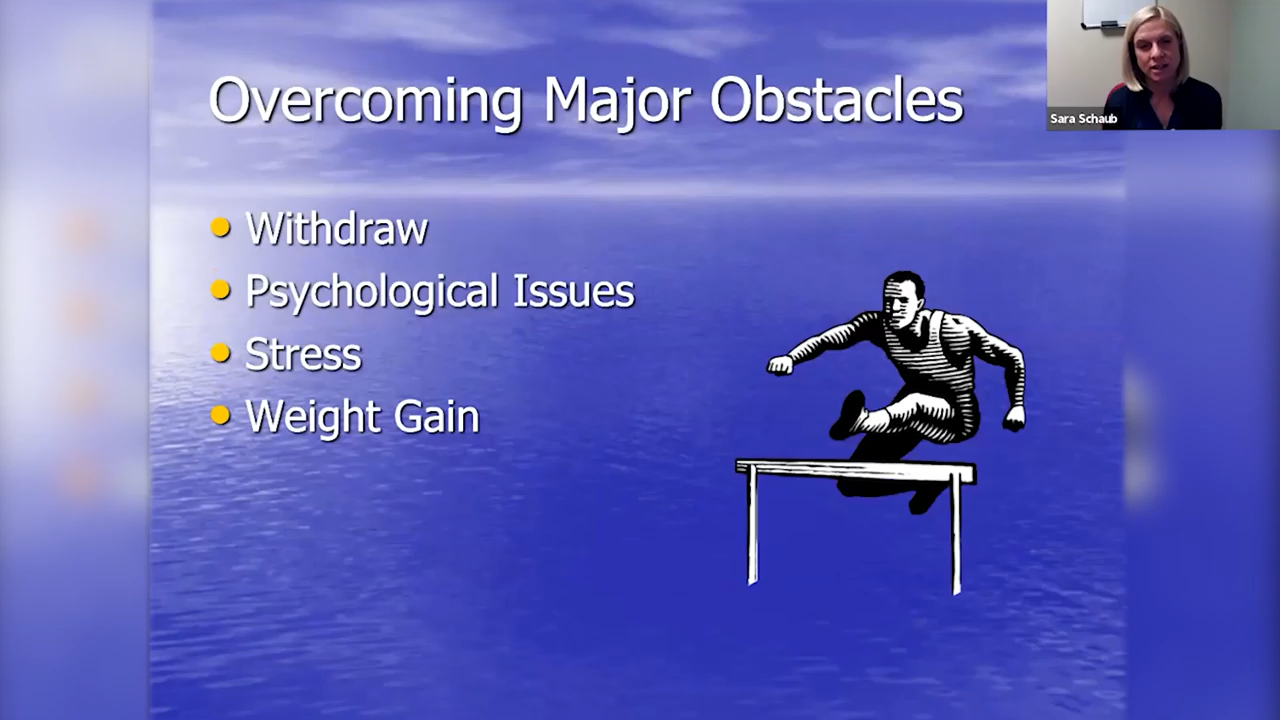 Overcoming Major Obstacles
Sara Schaub
Withdraw
Psychological Issues
Stress
Weight Gain